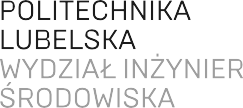 POLITECHNIKA
LUBELSKA
WYDZIAŁ INŻYNIER
ŚRODOWISKA